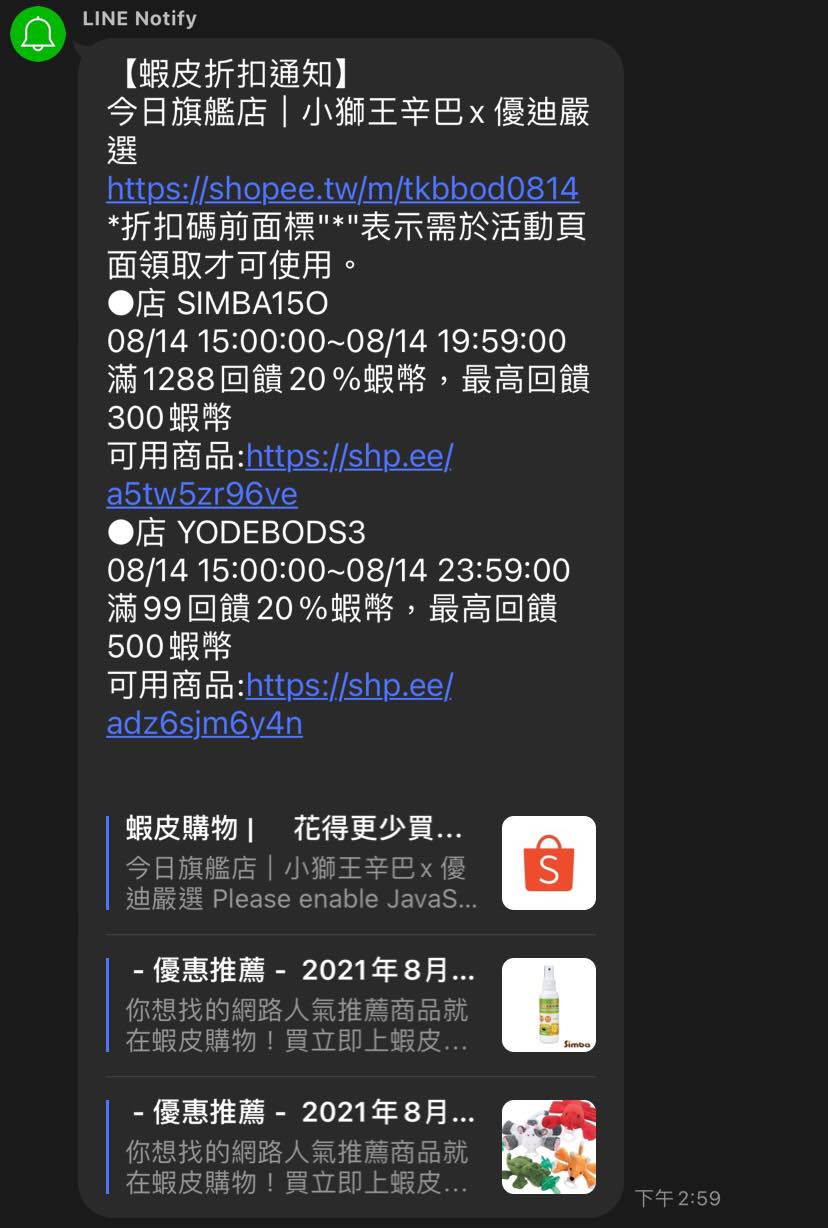 LINE Notify
【蝦皮折扣通知】
今日旗艦店｜小獅王辛巴x 優迪嚴
選
https://shopee.tw/m/tkbbod0814
*折扣碼前面標"*"表示需於活動頁
面領取才可使用。
●店 SIMBA15O
08/14 15:00:00~08/14 19:59:00
滿1288回饋20%蝦幣，最高回饋
300蝦幣
可用商品:https://shp.ee/
a5tw5zr96ve
●店 YODEBODS3
08/14 15:00:00~08/14 23:59:00
滿99回饋20%蝦幣，最高回饋
500蝦幣
可用商品:https://shp.ee/
adz6sjm6y4n
蝦皮購物 | 花得更少買...
今日旗艦店｜小獅王辛巴x 優
迪嚴選 Please enable JavaS...
S
- 優惠推薦 - 2021年8月...
你想找的網路人氣推薦商品就
在蝦皮購物！買立即上蝦皮...
Simba
- 優惠推薦 - 2021年8月...
你想找的網路人氣推薦商品就
在蝦皮購物！買立即上蝦皮...
下午2:59